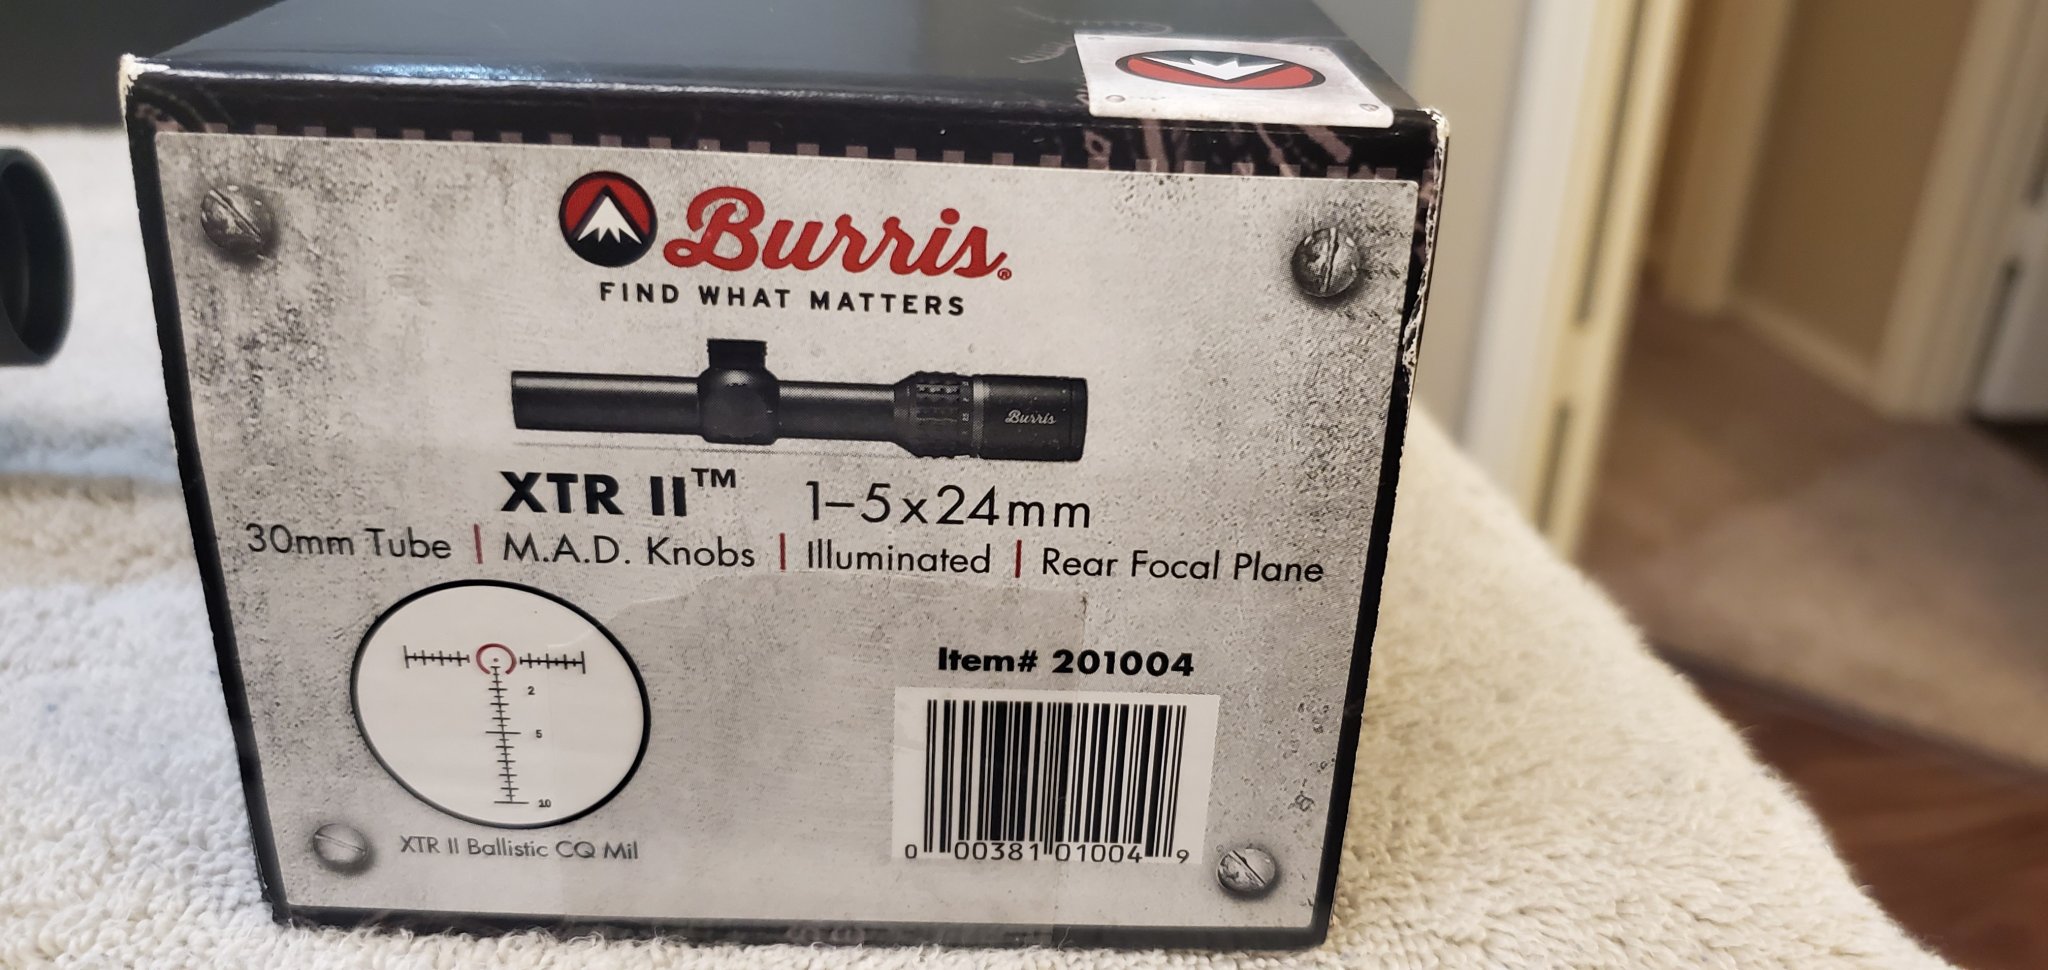 Burris®
FIND WHAT MATTERS
Burris
XTR II™ 1–5x24mm
30mm Tube | M.A.D. Knobs | Illuminated | Rear Focal Plane
2
5
10
XTR II Ballistic CQ Mil
Item# 201004
0 00381 01004 9